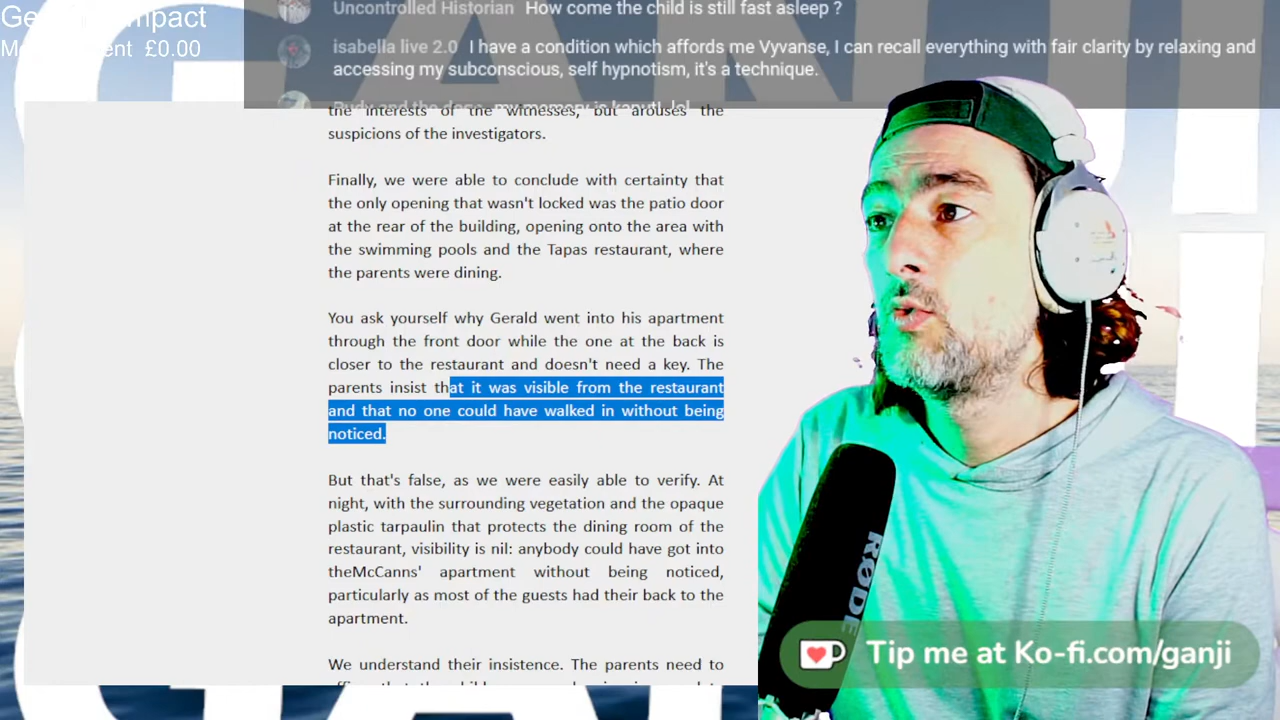 Uncontrolled Historian How come the child is still fast asleep ?
£0.00
isabella live 2.0 I have a condition which affords me Vyvanse, I can recall everything with fair clarity by relaxing and
accessing my subconscious, self hypnotism, it's a technique.
the interests of the witnesses, but arouses the
suspicions of the investigators.
Finally, we were able to conclude with certainty that
the only opening that wasn't locked was the patio door
at the rear of the building, opening onto the area with
the swimming pools and the Tapas restaurant, where
the parents were dining.
You ask yourself why Gerald went into his apartment
through the front door while the one at the back is
closer to the restaurant and doesn't need a key. The
parents insist that it was visible from the restaurant
and that no one could have walked in without being
noticed.
But that's false, as we were easily able to verify. At
night, with the surrounding vegetation and the opaque
plastic tarpaulin that protects the dining room of the
restaurant, visibility is nil: anybody could have got into
theMcCanns' apartment without being noticed,
particularly as most of the guests had their back to the
apartment.
We understand their insistence. The parents need to
RØDE
Tip me at Ko-fi.com/ganji